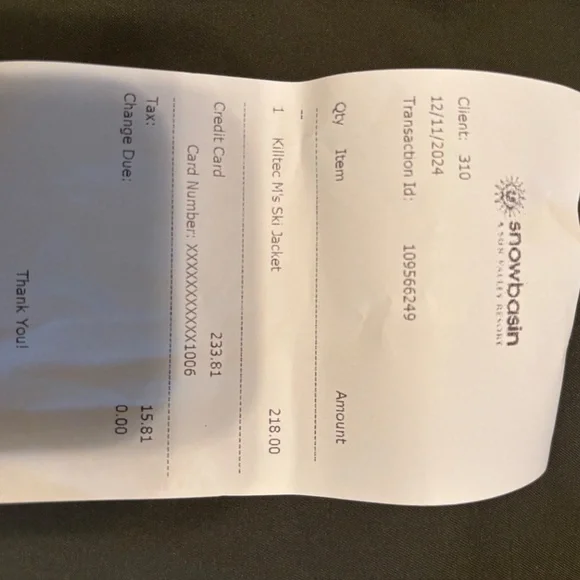 snowbasin
A SUN VALLEY RESORT
Client: 310
12/11/2024
Transaction Id: 109566249
Qty Item Amount
--
1 Killtec M's Ski Jacket 218.00
Credit Card 233.81
Card Number: XXXXXXXXXXXX1006
Tax: 15.81
Change Due: 0.00
Thank You!